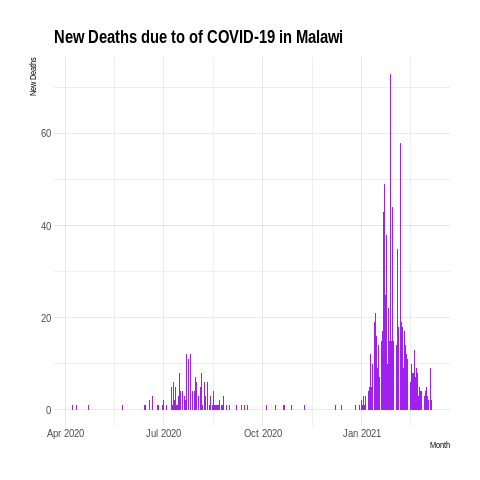 New Deaths due to of COVID-19 in Malawi
New Deaths
60
40
20
0
Apr 2020
Jul 2020
Oct 2020
Jan 2021
Month